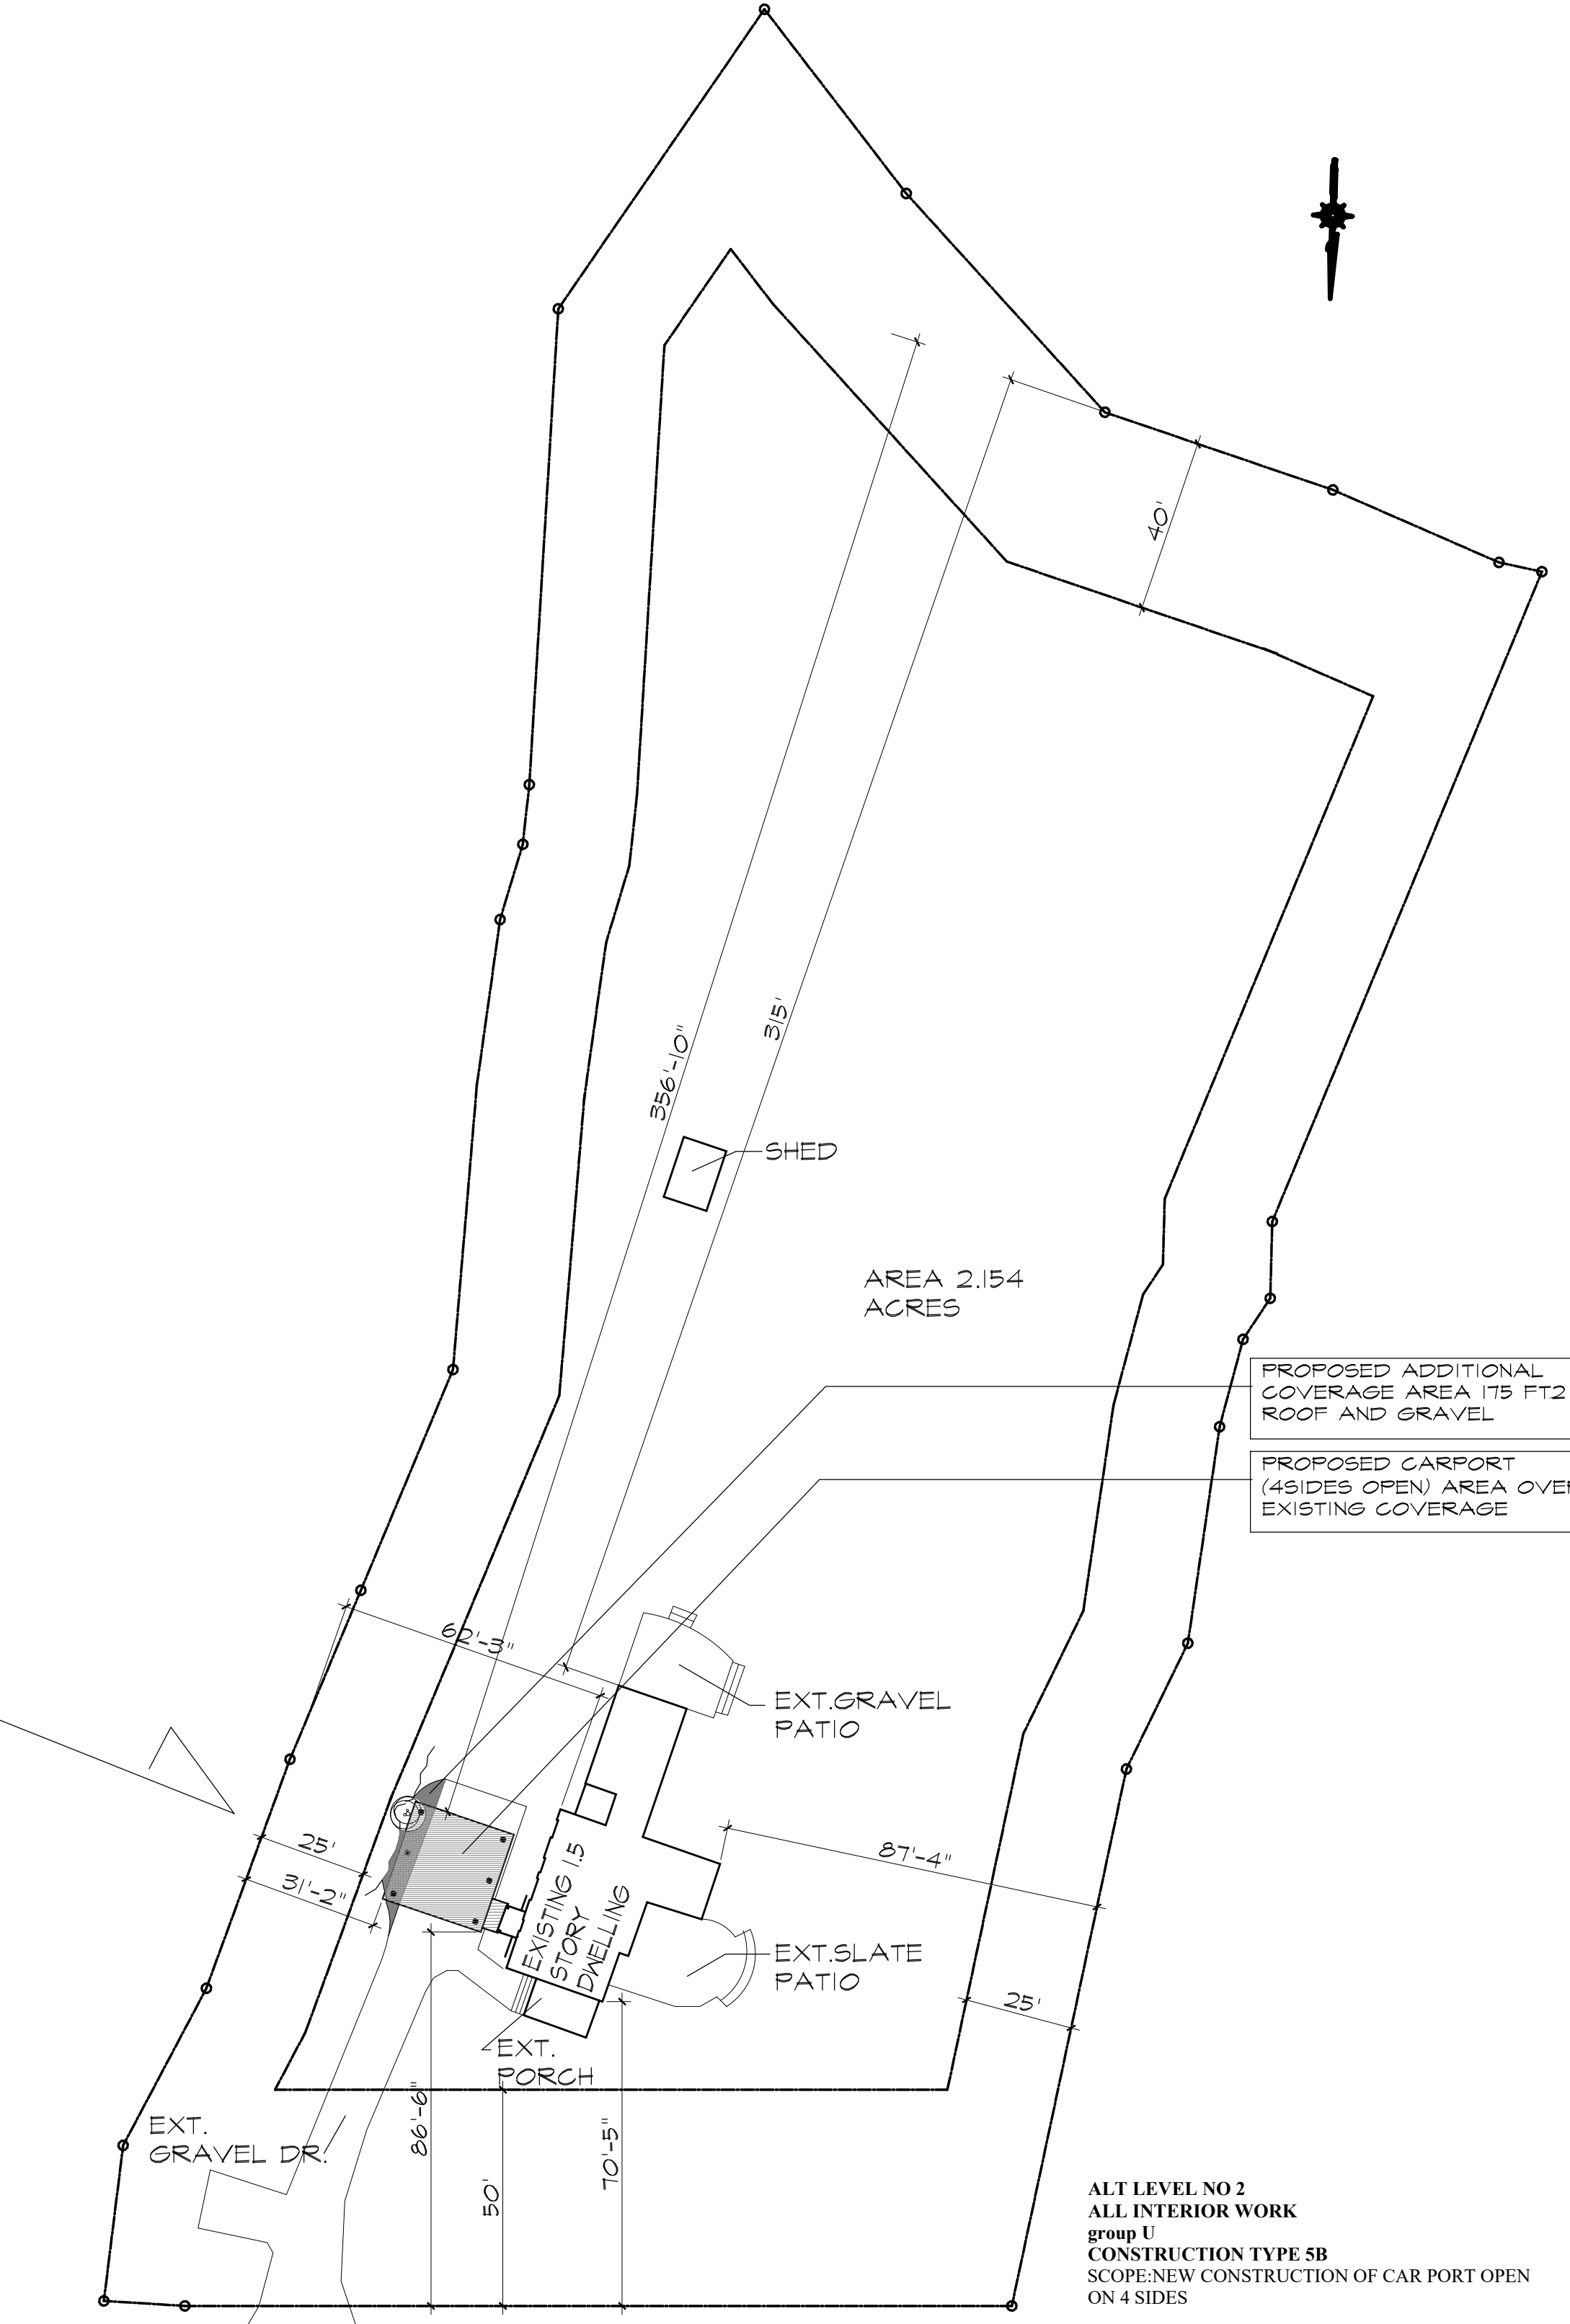 40'
356'-10"
315'
SHED
AREA 2.154
ACRES
PROPOSED ADDITIONAL
COVERAGE AREA 175 FT2
ROOF AND GRAVEL
PROPOSED CARPORT
(4SIDES OPEN) AREA OVER
EXISTING COVERAGE
62'-3"
EXT.GRAVEL
PATIO
25'
31'-2"
87'-4"
EXISTING 1.5
STORY
DWELLING
EXT.SLATE
PATIO
25'
EXT.
PORCH
EXT.
GRAVEL DR.
86'-6"
50'
70'-5"
ALT LEVEL NO 2
ALL INTERIOR WORK
group U
CONSTRUCTION TYPE 5B
SCOPE:NEW CONSTRUCTION OF CAR PORT OPEN
ON 4 SIDES